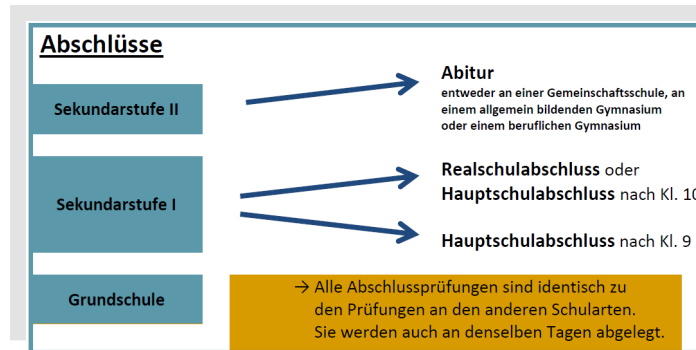 Abschlüsse
Sekundarstufe II
Abitur
entweder an einer Gemeinschaftsschule, an
einem allgemein bildenden Gymnasium
oder einem beruflichen Gymnasium
Sekundarstufe I
Realschulabschluss oder
Hauptschulabschluss nach Kl. 10
Hauptschulabschluss nach Kl. 9
Grundschule
→ Alle Abschlussprüfungen sind identisch zu
den Prüfungen an den anderen Schularten.
Sie werden auch an denselben Tagen abgelegt.